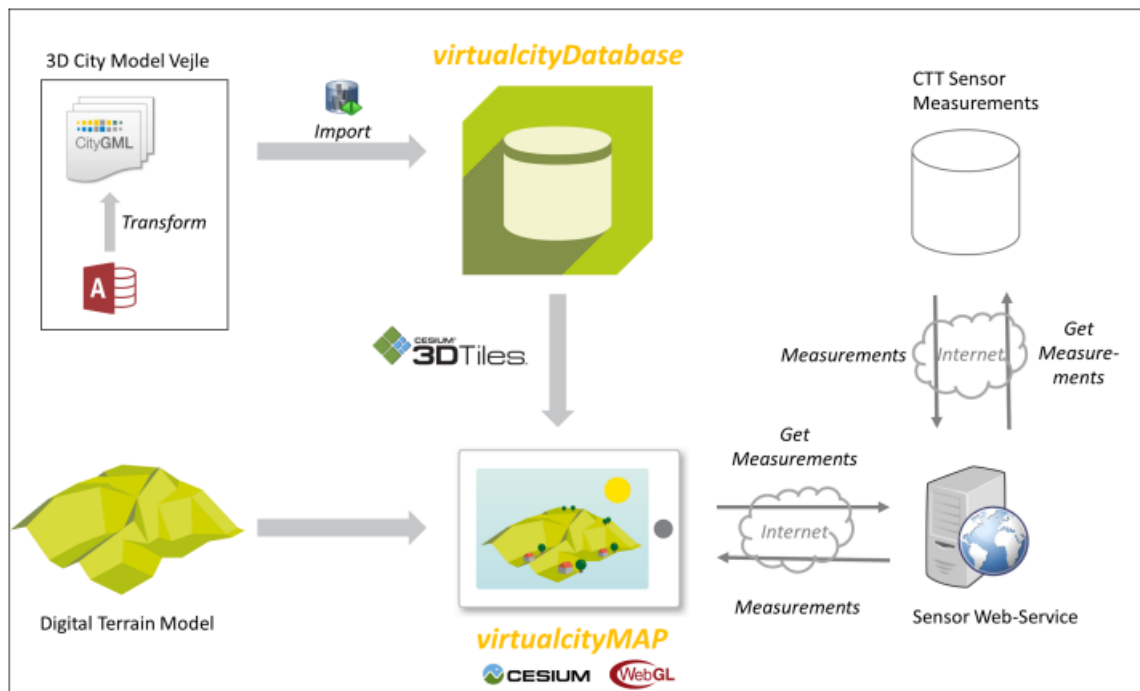 3D City Model Vejle
CityGML
Transform
A
Import
virtualcityDatabase
CTT Sensor
Measurements
CESIUM
3DTiles
Measurements
Internet
Get
Measure-
ments
Get
Measurements
Internet
Measurements
Digital Terrain Model
virtualcityMAP
CESIUM
WebGL
Sensor Web-Service